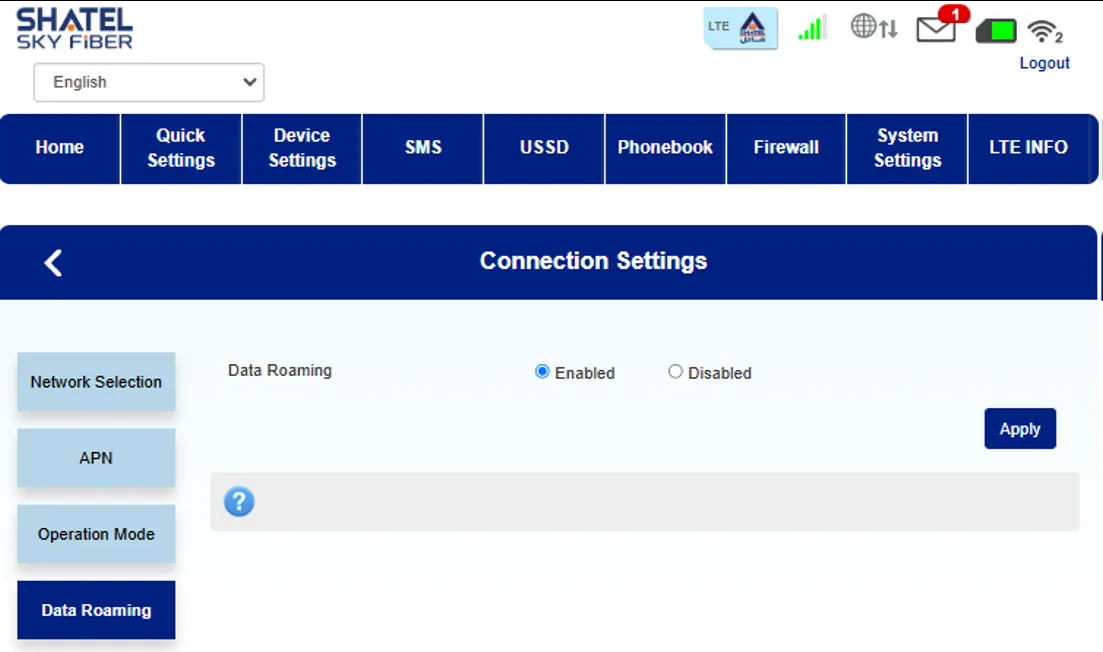 SHATEL
SKY FiBER
LTE
شاتل
1
2
Logout
English
Home
Quick Settings
Device Settings
SMS
USSD
Phonebook
Firewall
System Settings
LTE INFO
Connection Settings
Network Selection
Data Roaming
Enabled
Disabled
Apply
APN
?
Operation Mode
Data Roaming